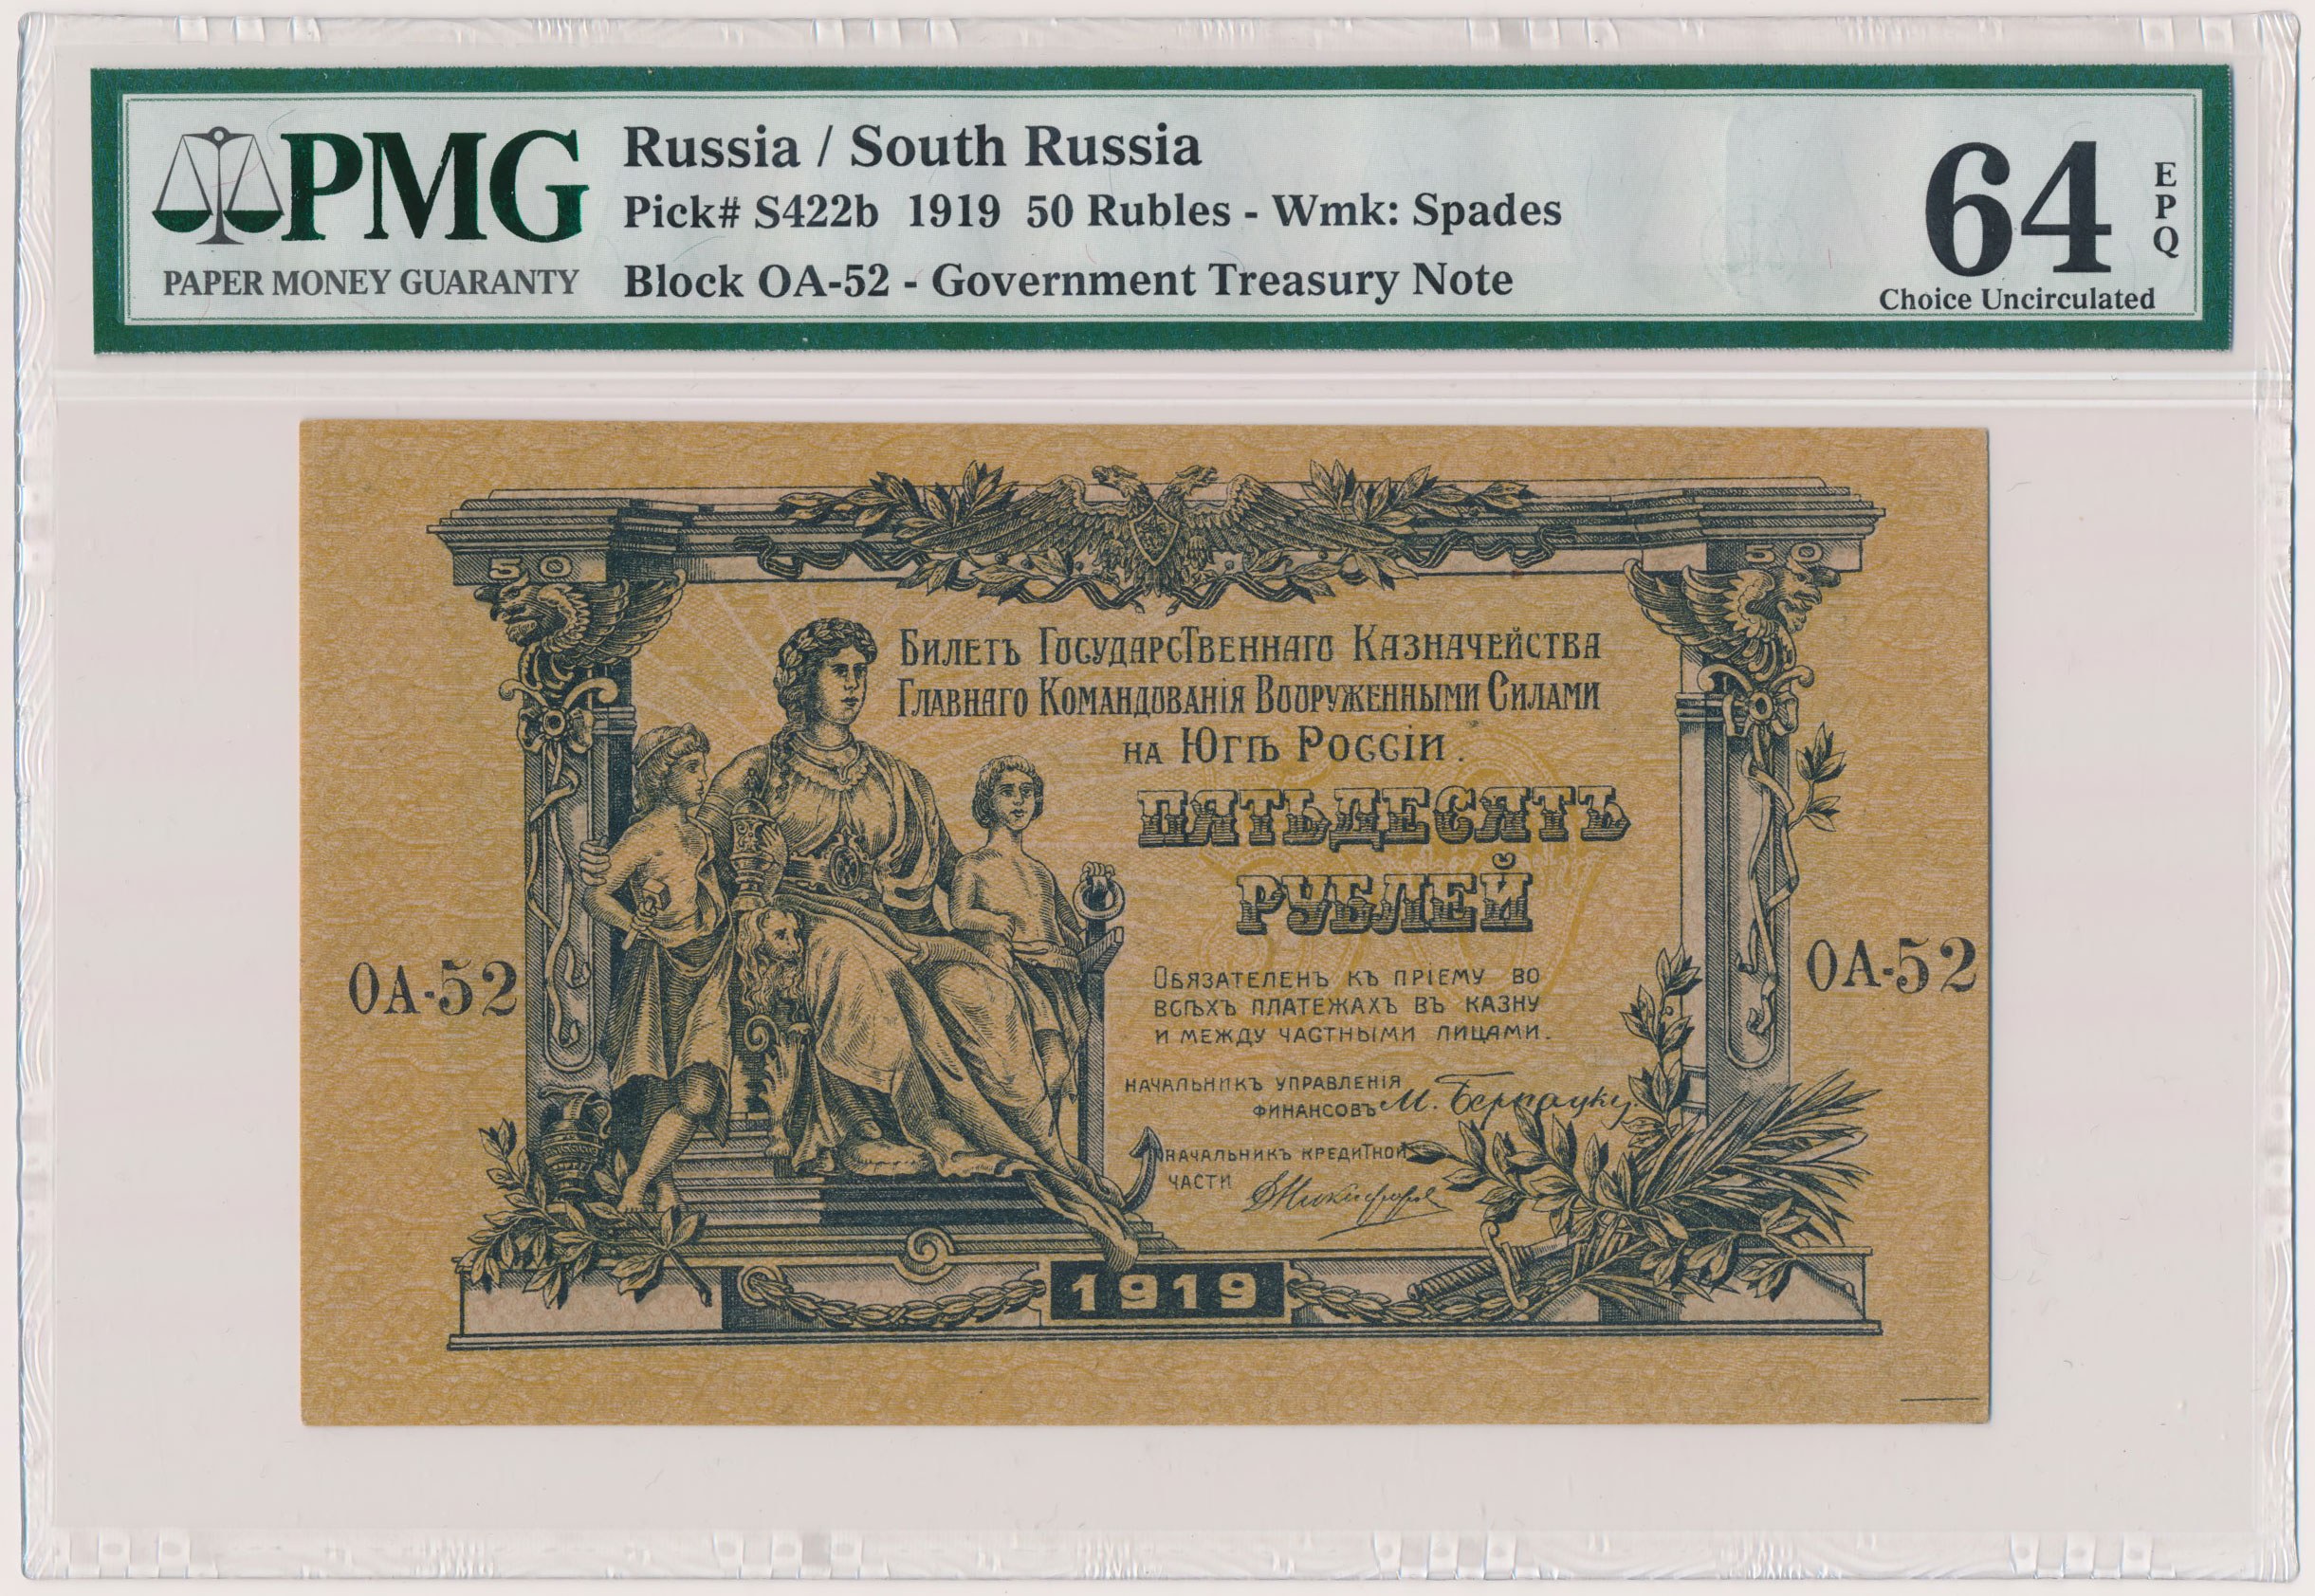 PMG
PAPER MONEY GUARANTY
Russia / South Russia
Pick# S422b 1919 50 Rubles - Wmk: Spades
Block OA-52 - Government Treasury Note
64
EPQ
Choice Uncirculated
50
50
Билетъ Государственнаго Казначейства
Главнаго Командованія Вооруженными Силами
на Югѣ Россіи.
ПЯТЬДЕСЯТЪ
РУБЛЕЙ
ОА-52
ОА-52
Обязателенъ къ пріему во
всѣхъ платежахъ въ казну
и между частными лицами.
Начальникъ управленія
финансовъ М.
Начальникъ кредитной
части
1919